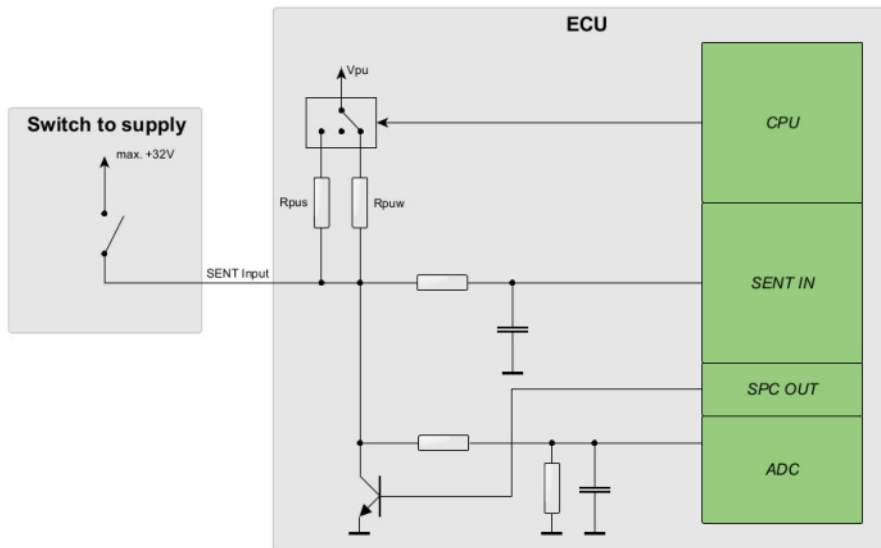 ECU
Vpu
Switch to supply
max. +32V
CPU
Rpus
Rpuw
SENT Input
SENT IN
SPC OUT
ADC